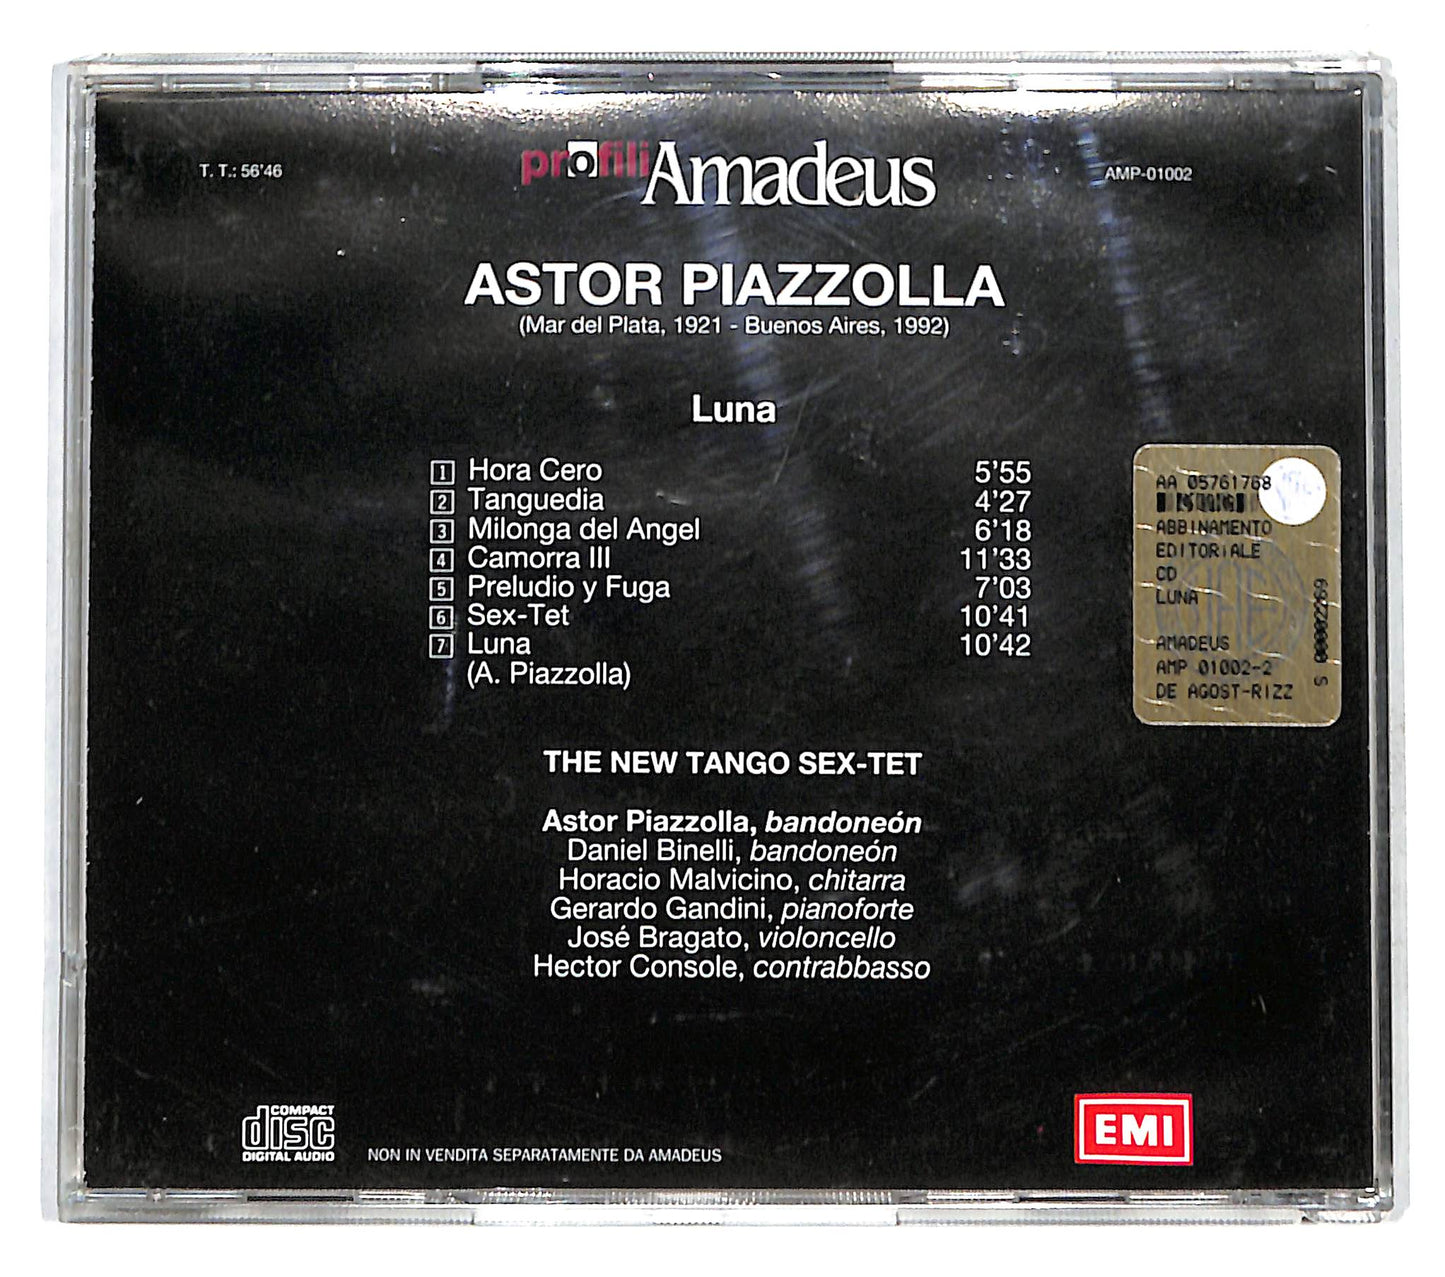 T. T.: 56'46
profili Amadeus
AMP-01002
ASTOR PIAZZOLLA
(Mar del Plata, 1921 - Buenos Aires, 1992)
Luna
1 Hora Cero 5'55
2 Tanguedia 4'27
3 Milonga del Angel 6'18
4 Camorra III 11'33
5 Preludio y Fuga 7'03
6 Sex-Tet 10'41
7 Luna 10'42
(A. Piazzolla)
AA 05761768
ABBINAMENTO
EDITORIALE
CD
LUNA
AMADEUS
AMP 01002-2
DE AGOST-RIZZ
S 00002269
THE NEW TANGO SEX-TET
Astor Piazzolla, bandoneón
Daniel Binelli, bandoneón
Horacio Malvicino, chitarra
Gerardo Gandini, pianoforte
José Bragato, violoncello
Hector Console, contrabbasso
COMPACT
disc
DIGITAL AUDIO
NON IN VENDITA SEPARATAMENTE DA AMADEUS
EMI